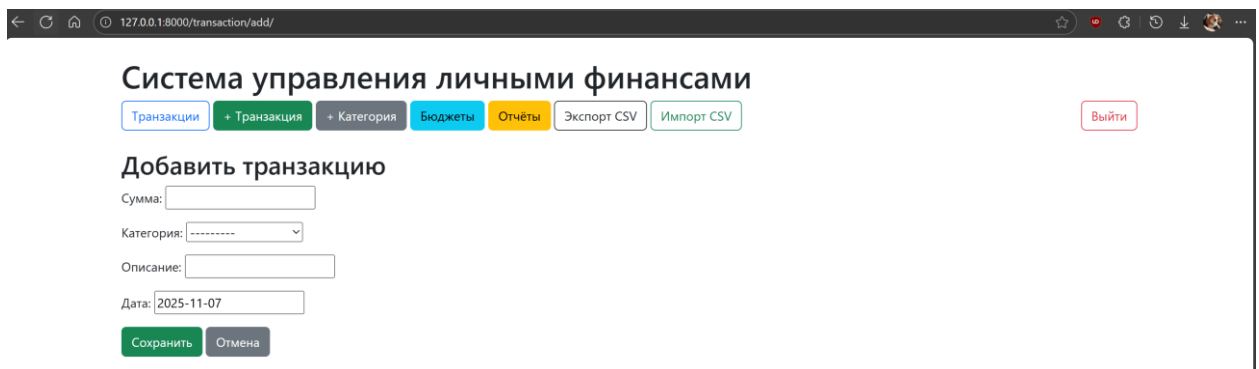 127.0.0.1:8000/transaction/add/
Система управления личными финансами
Транзакции + Транзакция + Категория Бюджеты Отчёты Экспорт CSV Импорт CSV Выйти
Добавить транзакцию
Сумма:
Категория: ---------
Описание:
Дата: 2025-11-07
Сохранить Отмена